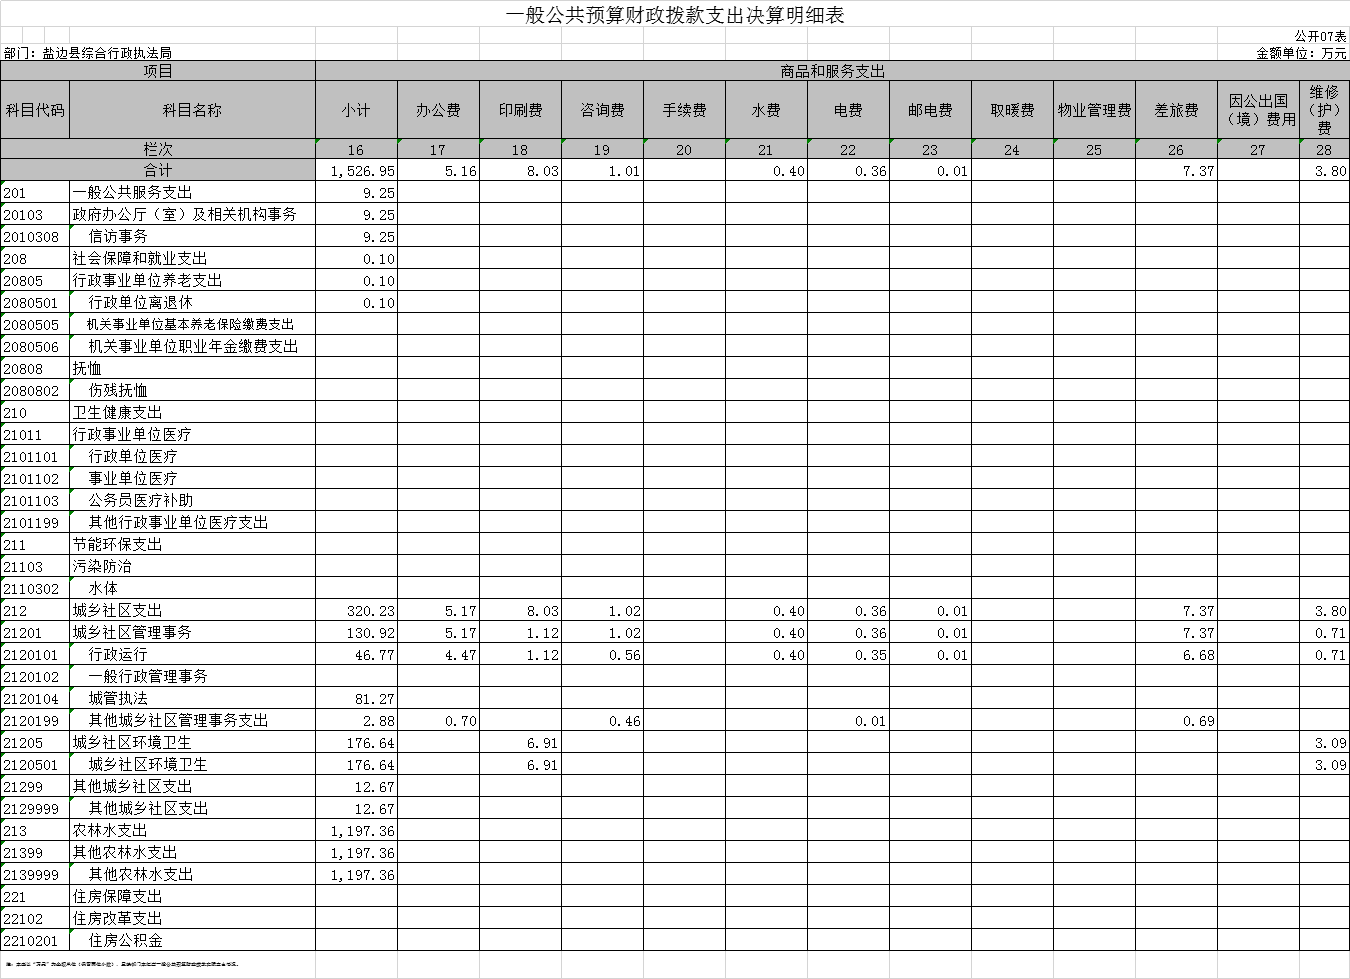 一般公共预算财政拨款支出决算明细表
公开07表
部门：盐边县综合行政执法局 金额单位：万元
项目 商品和服务支出
科目代码 科目名称 小计 办公费 印刷费 咨询费 手续费 水费 电费 邮电费 取暖费 物业管理费 差旅费 因公出国（境）费用 维修（护）费
栏次 16 17 18 19 20 21 22 23 24 25 26 27 28
合计 1,526.95 5.16 8.03 1.01 0.40 0.36 0.01 7.37 3.80
201 一般公共服务支出 9.25
20103 政府办公厅（室）及相关机构事务 9.25
2010308 信访事务 9.25
208 社会保障和就业支出 0.10
20805 行政事业单位养老支出 0.10
2080501 行政单位离退休 0.10
2080505 机关事业单位基本养老保险缴费支出
2080506 机关事业单位职业年金缴费支出
20808 抚恤
2080802 伤残抚恤
210 卫生健康支出
21011 行政事业单位医疗
2101101 行政单位医疗
2101102 事业单位医疗
2101103 公务员医疗补助
2101199 其他行政事业单位医疗支出
211 节能环保支出
21103 污染防治
2110302 水体
212 城乡社区支出 320.23 5.17 8.03 1.02 0.40 0.36 0.01 7.37 3.80
21201 城乡社区管理事务 130.92 5.17 1.12 1.02 0.40 0.36 0.01 7.37 0.71
2120101 行政运行 46.77 4.47 1.12 0.56 0.40 0.35 0.01 6.68 0.71
2120102 一般行政管理事务
2120104 城管执法 81.27
2120199 其他城乡社区管理事务支出 2.88 0.70 0.46 0.01 0.69
21205 城乡社区环境卫生 176.64 6.91 3.09
2120501 城乡社区环境卫生 176.64 6.91 3.09
21299 其他城乡社区支出 12.67
2129999 其他城乡社区支出 12.67
213 农林水支出 1,197.36
21399 其他农林水支出 1,197.36
2139999 其他农林水支出 1,197.36
221 住房保障支出
22102 住房改革支出
2210201 住房公积金